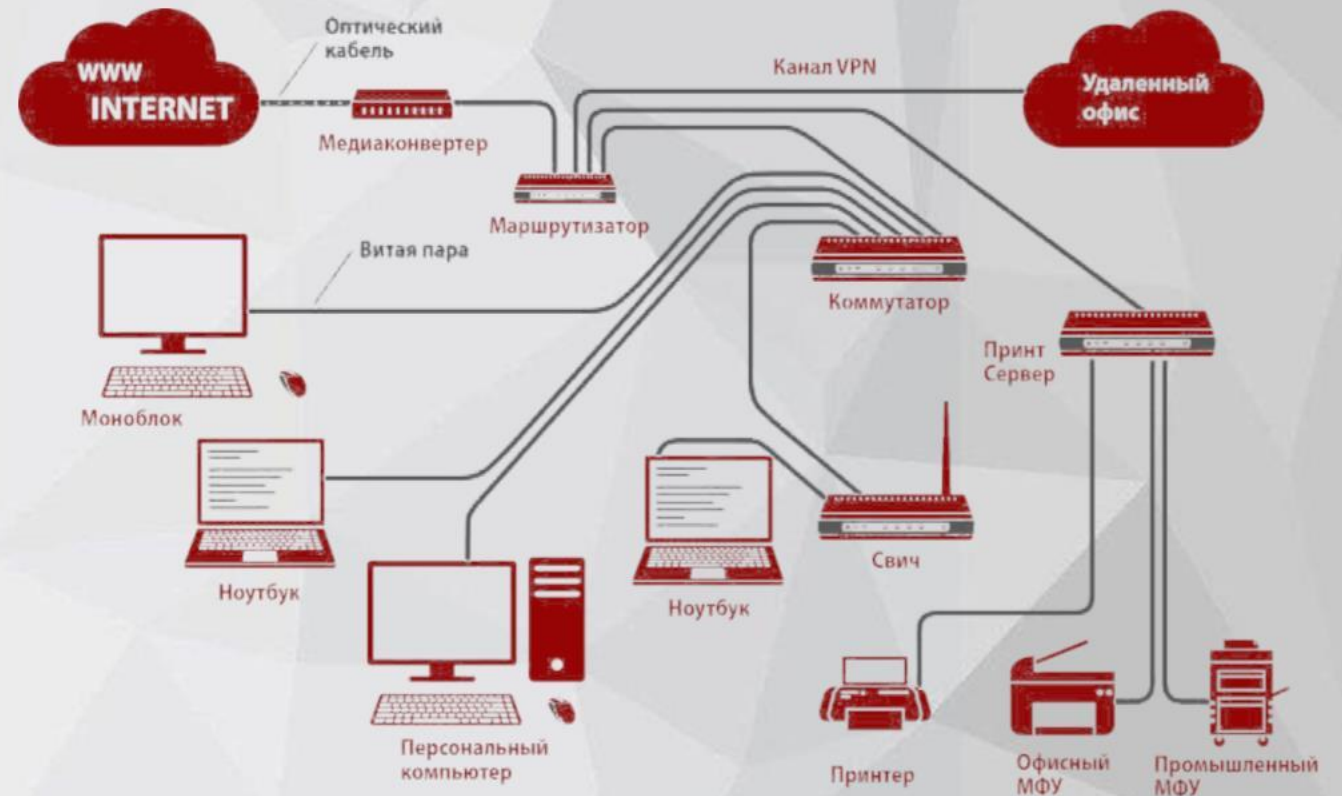 Оптический
кабель
WWW
INTERNET
Канал VPN
Удаленный
офис
Медиаконвертер
Маршрутизатор
Витая пара
Коммутатор
Принт
Сервер
Моноблок
Свич
Ноутбук
Ноутбук
Персональный
компьютер
Принтер
Офисный
МФУ
Промышленный
МФУ